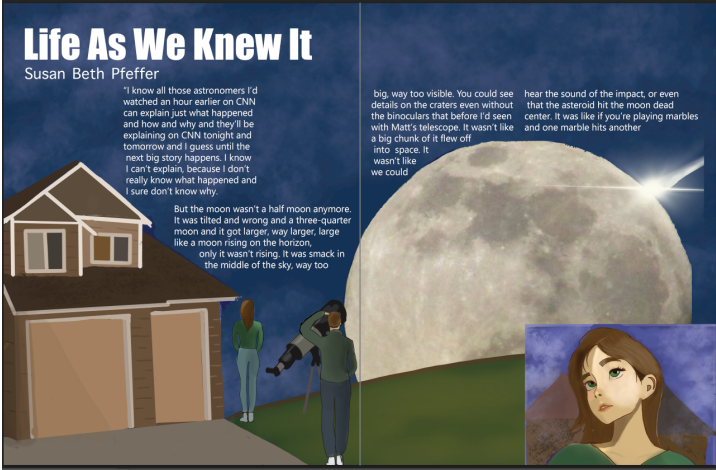 Life As We Knew It
Susan Beth Pfeffer
"I know all those astronomers I'd
watched an hour earlier on CNN
can explain just what happened
and how and why and they'll be
explaining on CNN tonight and
tomorrow and I guess until the
next big story happens. I know
I can't explain, because I don't
really know what happened and
I sure don't know why.
But the moon wasn't a half moon anymore.
It was tilted and wrong and a three-quarter
moon and it got larger, way larger, large
like a moon rising on the horizon,
only it wasn't rising. It was smack in
the middle of the sky, way too
big, way too visible. You could see
details on the craters even without
the binoculars that before I'd seen
with Matt's telescope. It wasn't like
a big chunk of it flew off
into space. It
wasn't like
we could
hear the sound of the impact, or even
that the asteroid hit the moon dead
center. It was like if you're playing marbles
and one marble hits another